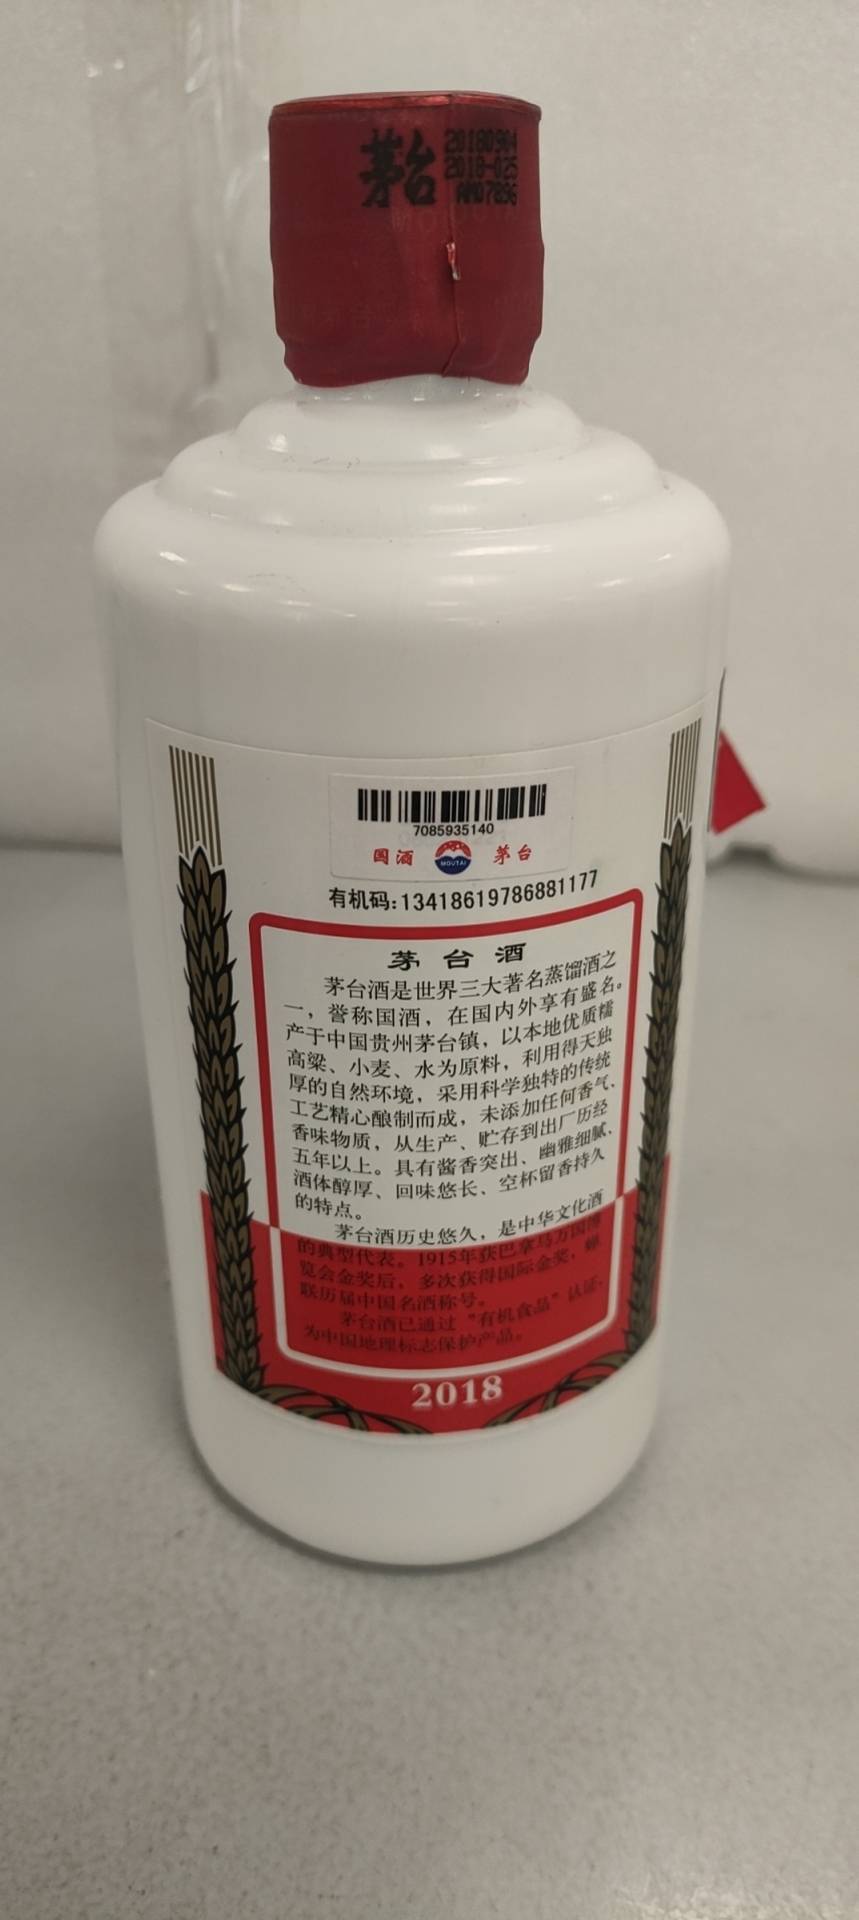 茅台 20180904
2018-025
7085935140
国酒 MOUTAI 茅台
有机码:13418619786881177
茅台酒
茅台酒是世界三大著名蒸馏酒之
一，誉称国酒，在国内外享有盛名。
产于中国贵州茅台镇，以本地优质糯
高粱、小麦、水为原料，利用得天独
厚的自然环境，采用科学独特的传统
工艺精心酿制而成，未添加任何香气、
香味物质，从生产、贮存到出厂历经
五年以上。具有酱香突出、幽雅细腻、
酒体醇厚、回味悠长、空杯留香持久
的特点。
茅台酒历史悠久，是中华文化酒
的典型代表。1915年获巴拿马万国博
览会金奖后，多次获得国际金奖，蝉
联历届中国名酒称号。
茅台酒已通过“有机食品”认证，
为中国地理标志保护产品。
2018